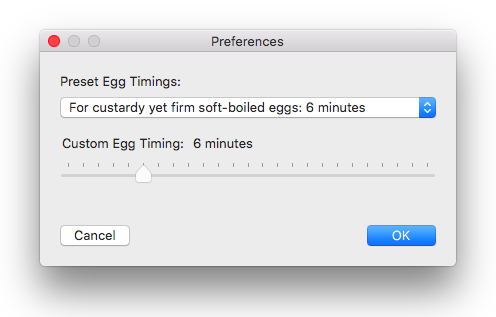 Preferences
Preset Egg Timings:
For custardy yet firm soft-boiled eggs: 6 minutes
Custom Egg Timing: 6 minutes
Cancel OK